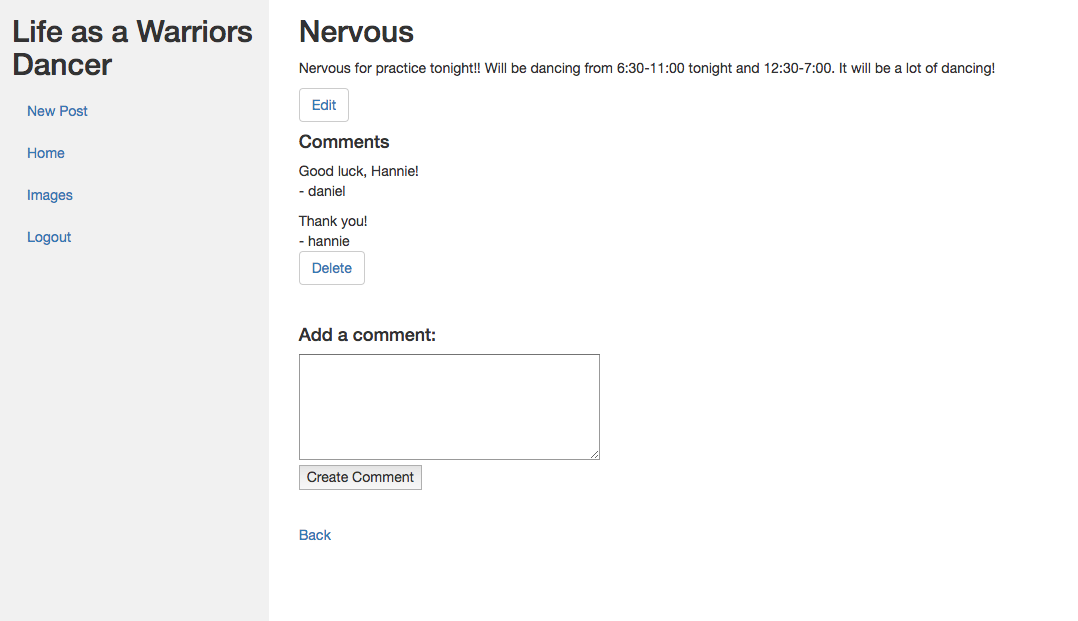 Life as a Warriors
Dancer
New Post
Home
Images
Logout
Nervous
Nervous for practice tonight!! Will be dancing from 6:30-11:00 tonight and 12:30-7:00. It will be a lot of dancing!
Edit
Comments
Good luck, Hannie!
- daniel
Thank you!
- hannie
Delete
Add a comment:
Create Comment
Back